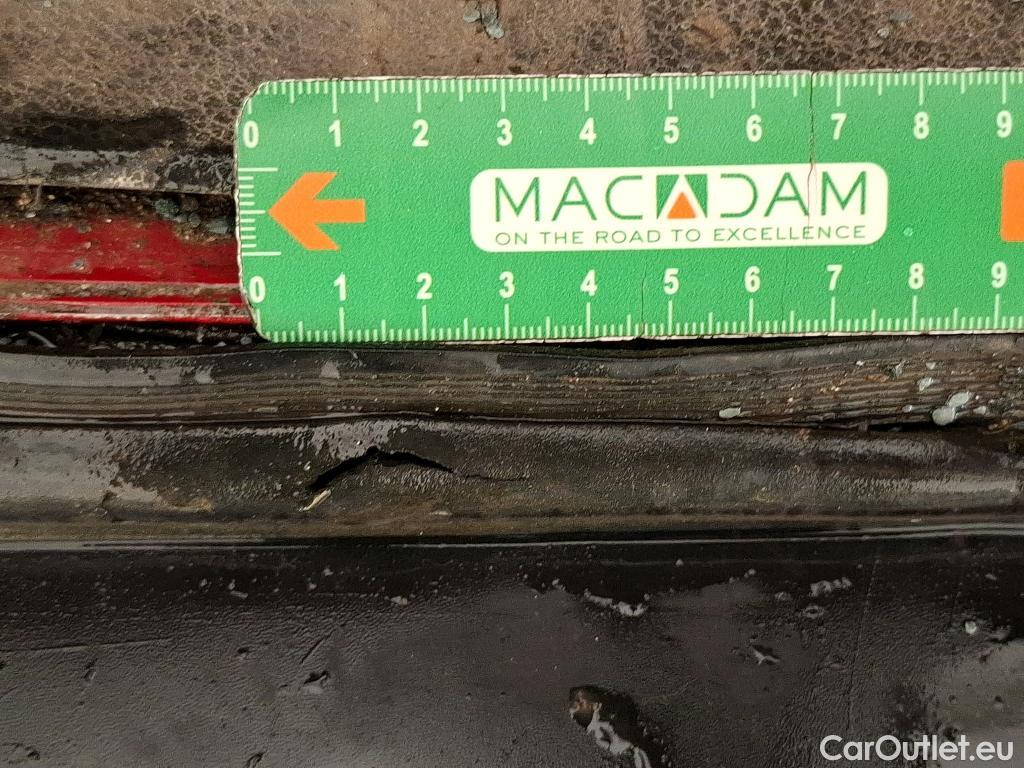 0 1 2 3 4 5 6 7 8 9
MACADAM
ON THE ROAD TO EXCELLENCE
0 1 2 3 4 5 6 7 8 9
CarOutlet.eu